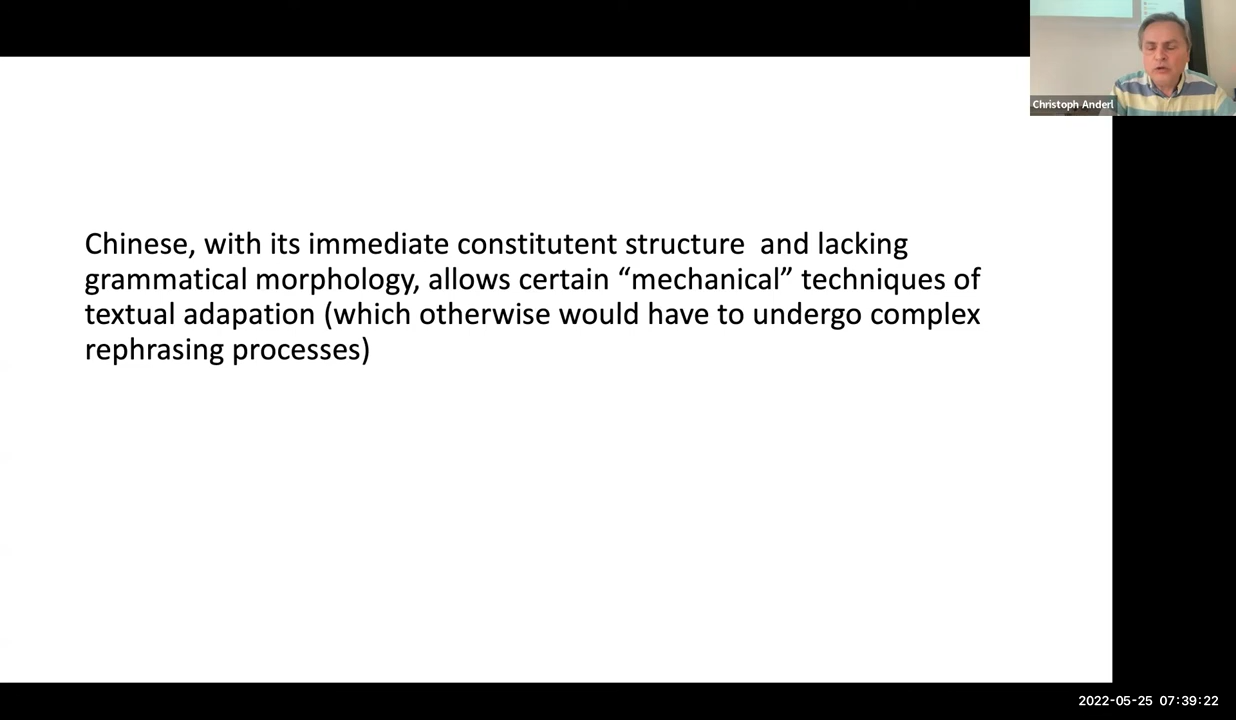 Christoph Anderl
Chinese, with its immediate constitutent structure  and lacking
grammatical morphology, allows certain “mechanical” techniques of
textual adapation (which otherwise would have to undergo complex
rephrasing processes)
2022-05-25 07:39:22